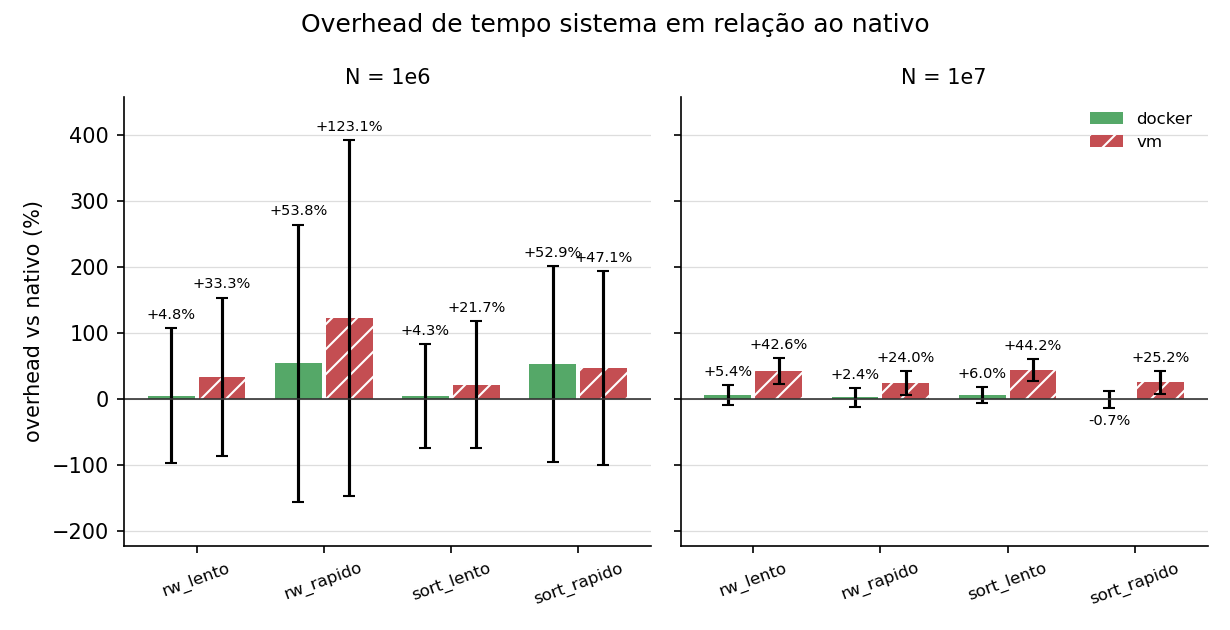 Overhead de tempo sistema em relação ao nativo
N = 1e6
N = 1e7
overhead vs nativo (%)
400
300
200
100
0
−100
−200
+4.8%
+33.3%
+53.8%
+123.1%
+4.3%
+21.7%
+52.9%
+47.1%
+5.4%
+42.6%
+2.4%
+24.0%
+6.0%
+44.2%
-0.7%
+25.2%
docker
vm
rw_lento
rw_rapido
sort_lento
sort_rapido
rw_lento
rw_rapido
sort_lento
sort_rapido